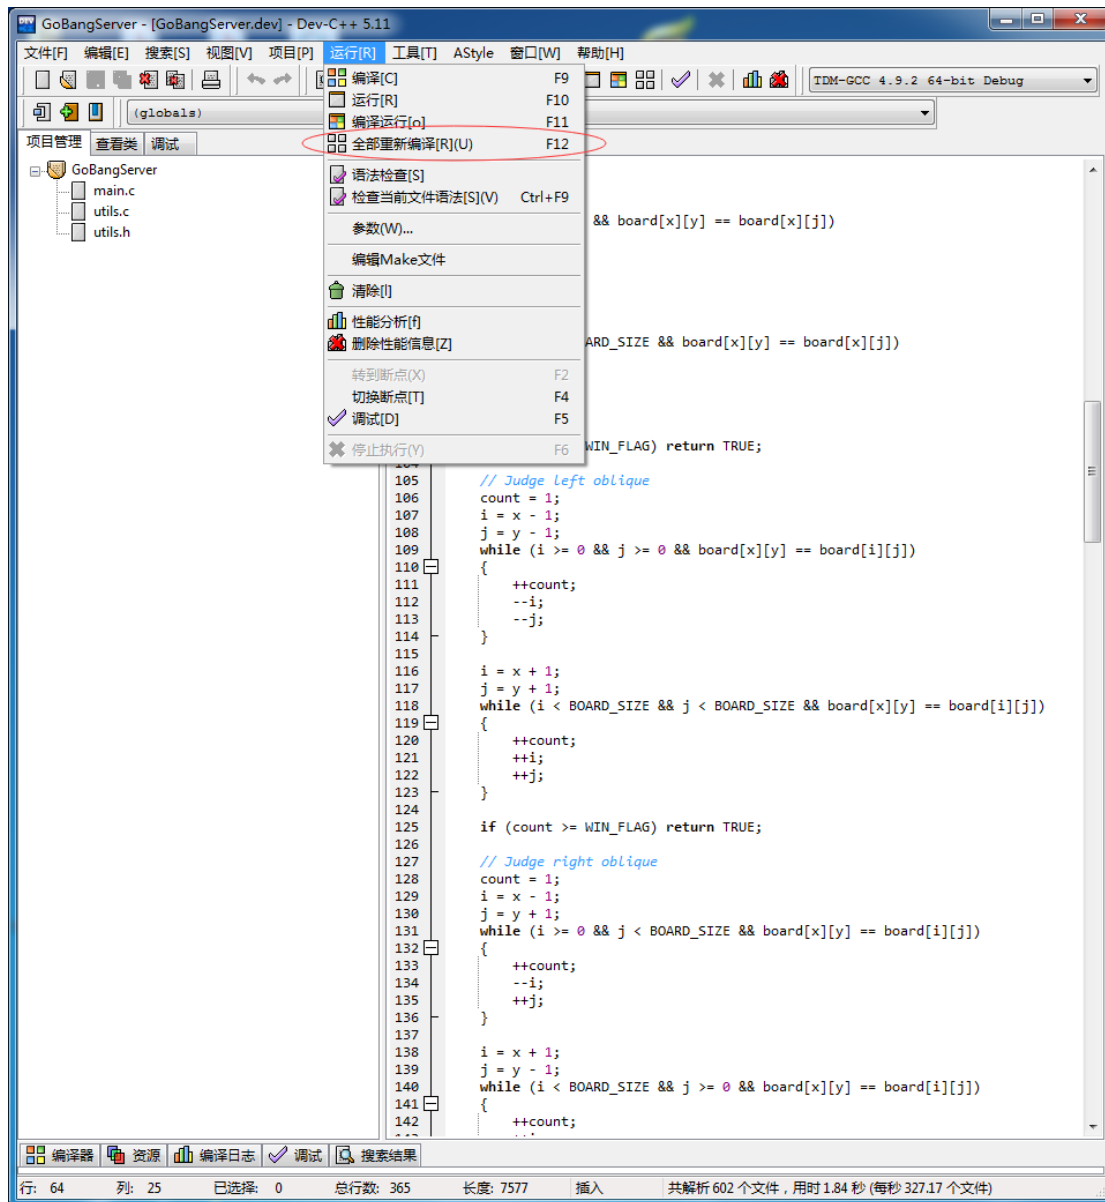 GoBangServer - [GoBangServer.dev] - Dev-C++ 5.11
文件[F] 编辑[E] 搜索[S] 视图[V] 项目[P] 运行[R] 工具[T] AStyle 窗口[W] 帮助[H]
TDM-GCC 4.9.2 64-bit Debug
(globals)
项目管理 查看类 调试
GoBangServer
main.c
utils.c
utils.h
编译[C] F9
运行[R] F10
编译运行[o] F11
全部重新编译[R](U) F12
语法检查[S]
检查当前文件语法[S](V) Ctrl+F9
参数(W)...
编辑Make文件
清除[l]
性能分析[f]
删除性能信息[Z]
转到断点(X) F2
切换断点[T] F4
调试[D] F5
停止执行(Y) F6
&& board[x][y] == board[x][j])
ARD_SIZE && board[x][y] == board[x][j])
WIN_FLAG) return TRUE;
104
105 // Judge left oblique
106 count = 1;
107 i = x - 1;
108 j = y - 1;
109 while (i >= 0 && j >= 0 && board[x][y] == board[i][j])
110 {
111 ++count;
112 --i;
113 --j;
114 }
115
116 i = x + 1;
117 j = y + 1;
118 while (i < BOARD_SIZE && j < BOARD_SIZE && board[x][y] == board[i][j])
119 {
120 ++count;
121 ++i;
122 ++j;
123 }
124
125 if (count >= WIN_FLAG) return TRUE;
126
127 // Judge right oblique
128 count = 1;
129 i = x - 1;
130 j = y + 1;
131 while (i >= 0 && j < BOARD_SIZE && board[x][y] == board[i][j])
132 {
133 ++count;
134 --i;
135 ++j;
136 }
137
138 i = x + 1;
139 j = y - 1;
140 while (i < BOARD_SIZE && j >= 0 && board[x][y] == board[i][j])
141 {
142 ++count;
编译器 资源 编译日志 调试 搜索结果
行: 64 列: 25 已选择: 0 总行数: 365 长度: 7577 插入 共解析 602 个文件，用时 1.84 秒 (每秒 327.17 个文件)